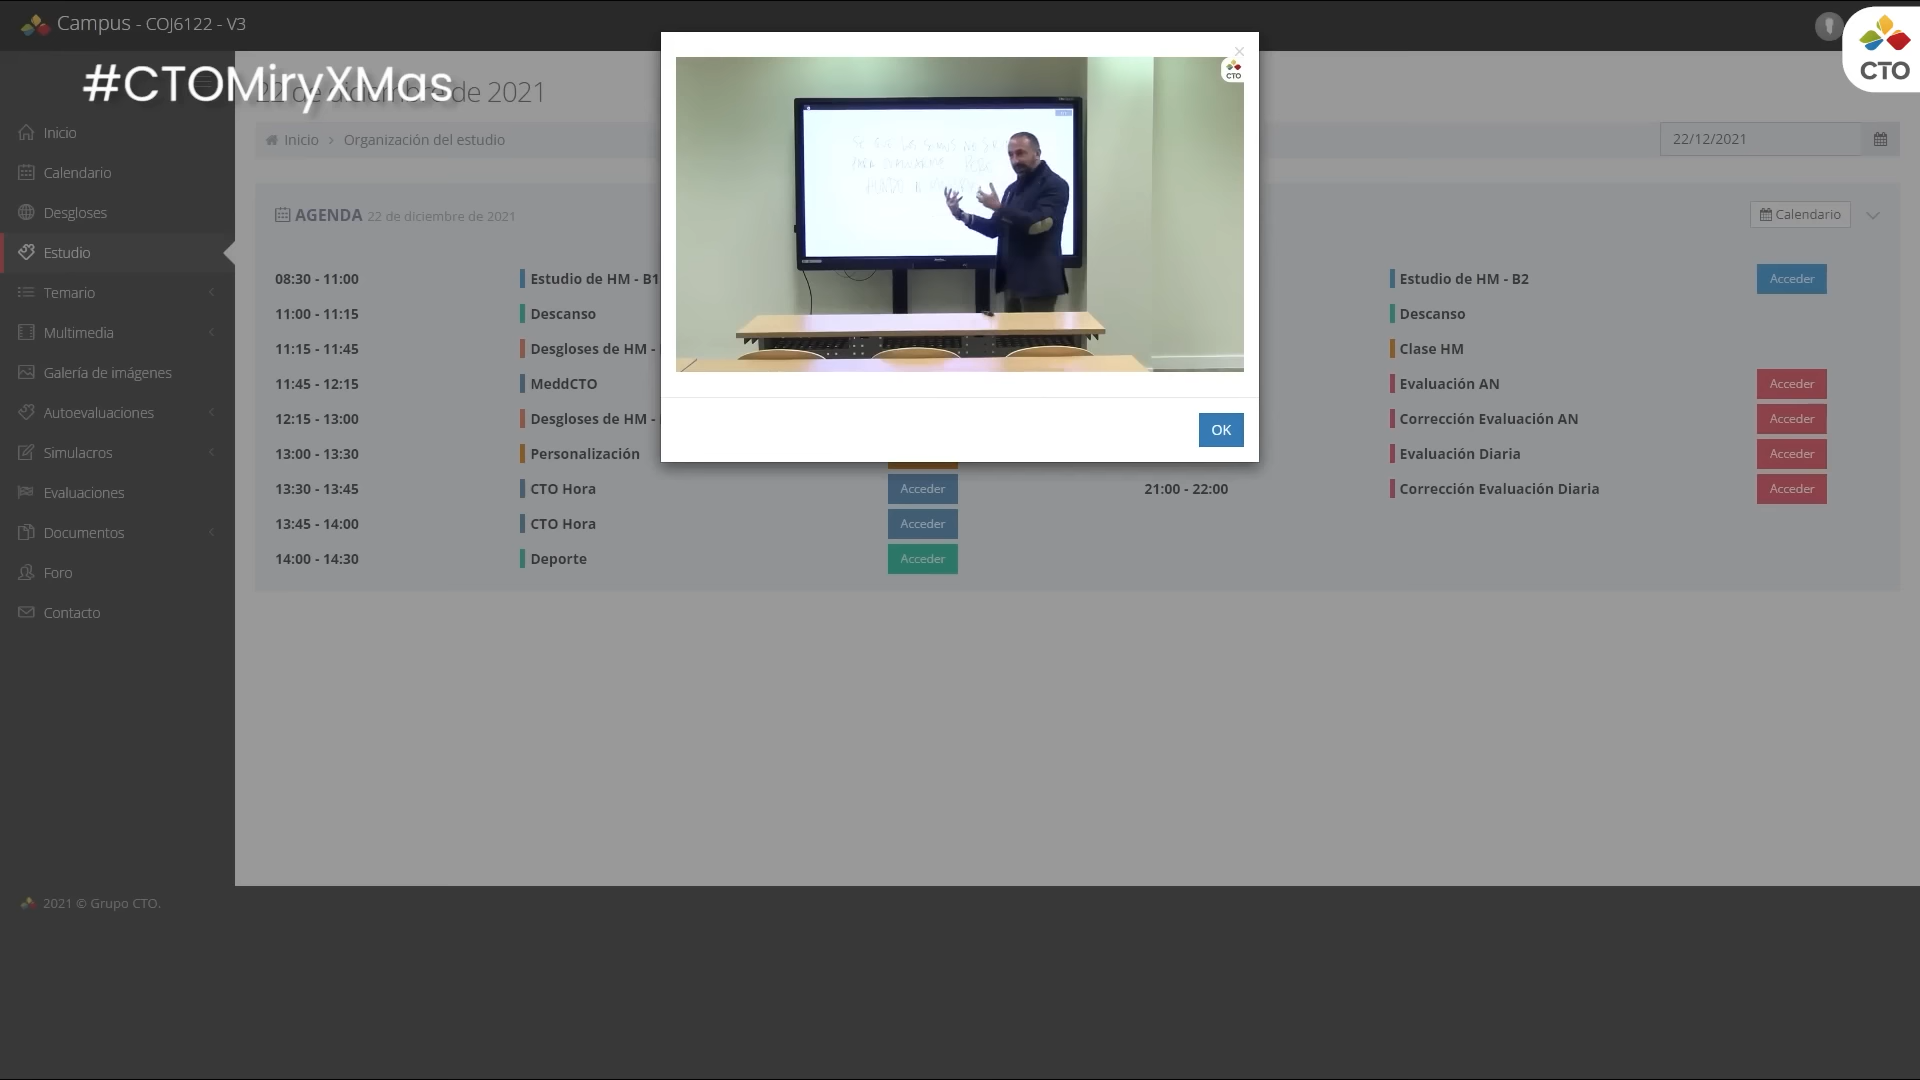 Campus - COJ6122 - V3
CTO
#CTOMiryXMas
22 de diciembre de 2021
Inicio
Calendario
Desgloses
Estudio
Temario
Multimedia
Galería de imágenes
Autoevaluaciones
Simulacros
Evaluaciones
Documentos
Foro
Contacto
Inicio > Organización del estudio
22/12/2021
AGENDA 22 de diciembre de 2021
Calendario
08:30 - 11:00 Estudio de HM - B1
11:00 - 11:15 Descanso
11:15 - 11:45 Desgloses de HM -
11:45 - 12:15 MeddCTO
12:15 - 13:00 Desgloses de HM -
13:00 - 13:30 Personalización
13:30 - 13:45 CTO Hora Acceder
13:45 - 14:00 CTO Hora Acceder
14:00 - 14:30 Deporte Acceder
Estudio de HM - B2 Acceder
Descanso
Clase HM
Evaluación AN Acceder
Corrección Evaluación AN Acceder
Evaluación Diaria Acceder
21:00 - 22:00 Corrección Evaluación Diaria Acceder
×
CTO
OK
2021 © Grupo CTO.